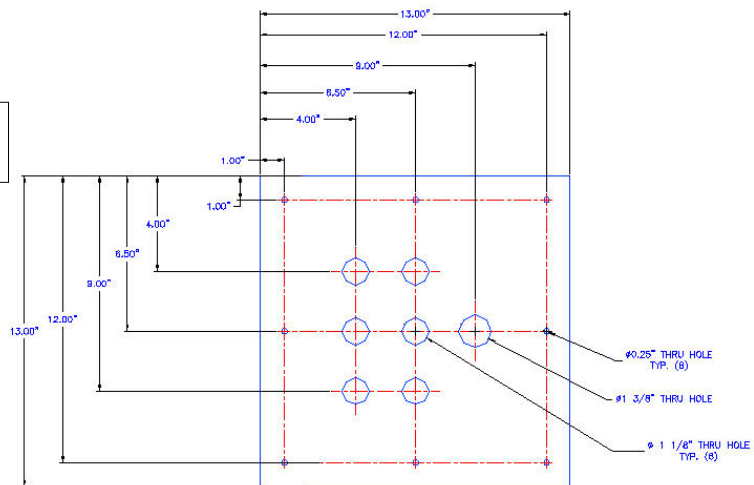 13.00"
12.00"
9.00"
6.50"
4.00"
1.00"
1.00"
4.00"
6.50"
9.00"
12.00"
13.00"
ø0.25" THRU HOLE
TYP. (8)
ø1 3/8" THRU HOLE
ø 1 1/8" THRU HOLE
TYP. (6)